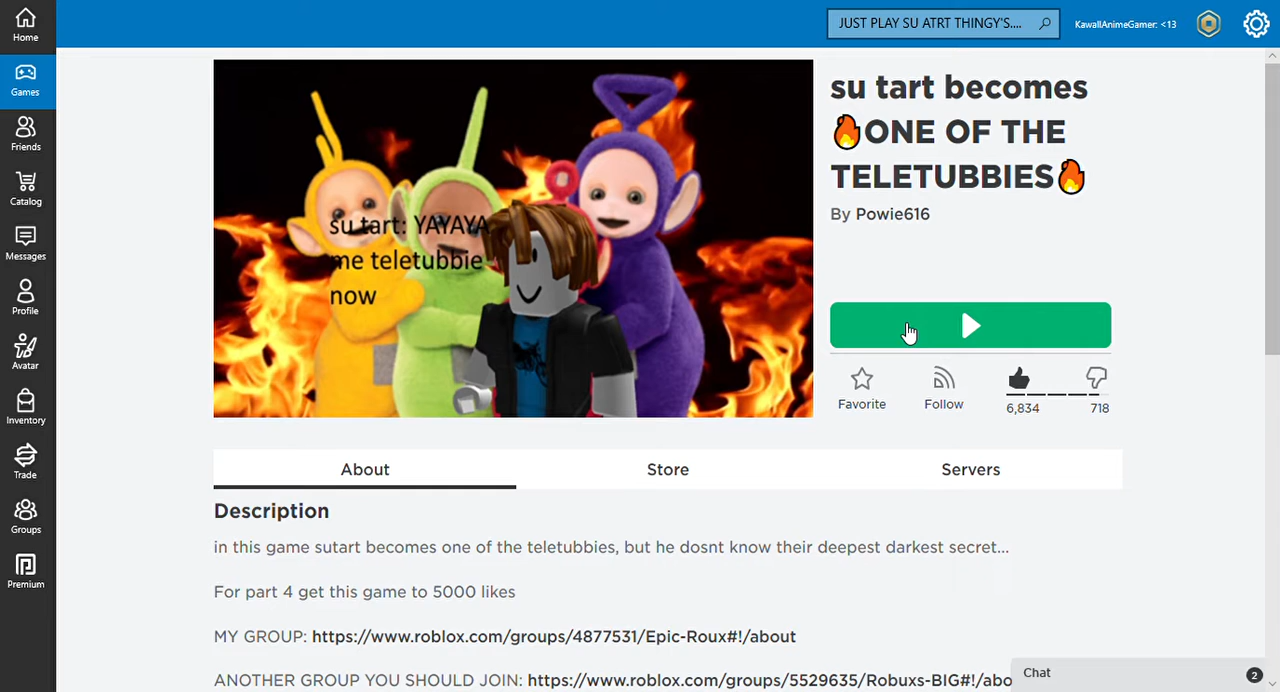 Home
Games
Friends
Catalog
Messages
Profile
Avatar
Inventory
Trade
Groups
Premium
JUST PLAY SU ATRT THINGY'S....
KawallAnimeGamer: <13
su tart: YAYAYA
me teletubbie
now
su tart becomes
🔥ONE OF THE
TELETUBBIES🔥
By Powie616
Favorite
Follow
6,834
718
About
Store
Servers
Description
in this game sutart becomes one of the teletubbies, but he dosnt know their deepest darkest secret...
For part 4 get this game to 5000 likes
MY GROUP: https://www.roblox.com/groups/4877531/Epic-Roux#!/about
ANOTHER GROUP YOU SHOULD JOIN: https://www.roblox.com/groups/5529635/Robuxs-BIG#!/abo
Chat
2